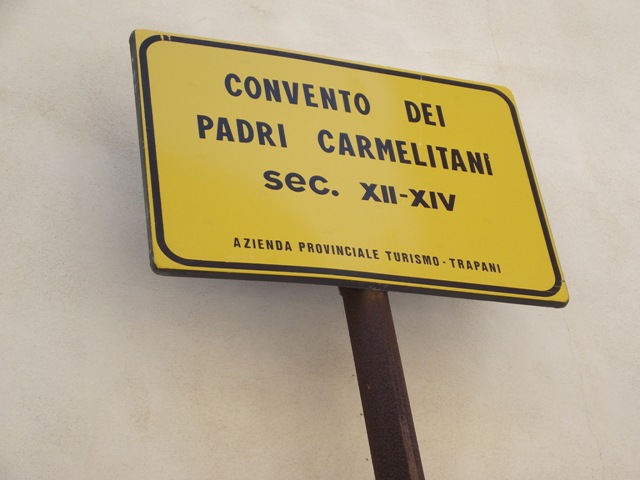 CONVENTO DEI
PADRI CARMELITANi
sec. XII-XIV
AZIENDA PROVINCIALE TURISMO - TRAPANI